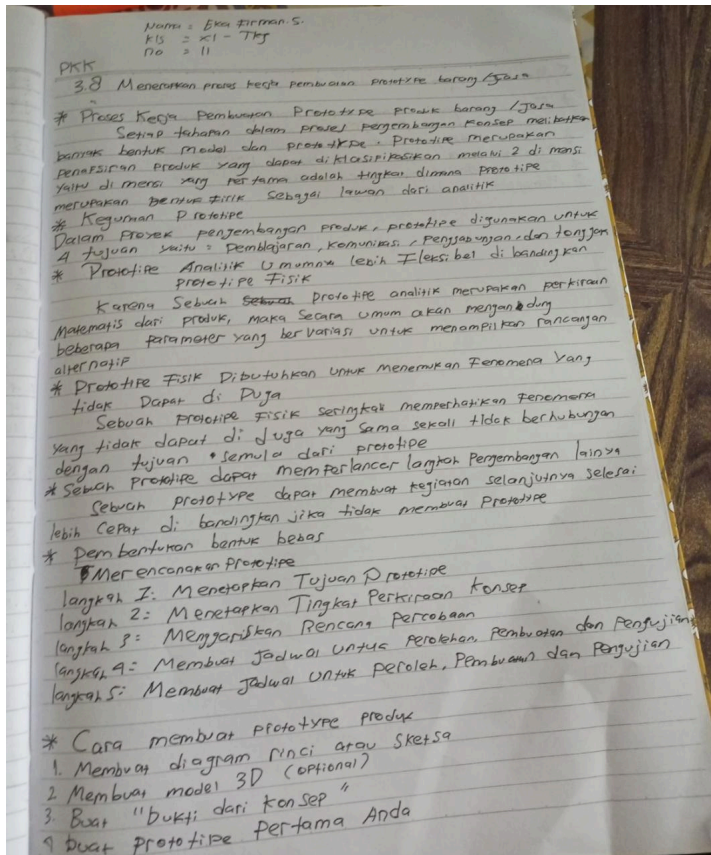 Nama = Eka Firman.S.
Kls = XI - TKJ
no = 11
PKK
3.8 Menerapkan proses kerja pembuatan prototype barang/jasa
* Proses Kerja Pembuatan Prototype produk barang / Jasa
Setiap tahapan dalam proses pengembangan konsep melibatkan
banyak bentuk model dan prototype. Prototipe merupakan
penafsiran produk yang dapat diklasifikasikan melalui 2 dimensi
yaitu dimensi yang pertama adalah tingkat dimana prototipe
merupakan bentuk fisik sebagai lawan dari analitik
* Kegunaan Prototipe
Dalam Proyek pengembangan produk, prototipe digunakan untuk
4 tujuan yaitu = Pemblajaran, komunikasi, penggabungan, dan tonggak
* Prototipe Analitik Umumnya lebih Fleksibel di bandingkan
prototipe Fisik
Karena Sebuah prototipe analitik merupakan perkiraan
Matematis dari produk, maka secara umum akan mengandung
beberapa parameter yang bervariasi untuk menampilkan rancangan
alternatif
* Prototipe Fisik Dibutuhkan untuk menemukan Fenomena Yang
tidak Dapat di Duga
Sebuah prototipe Fisik seringkali memperhatikan Fenomena
yang tidak dapat di duga yang sama sekali tidak berhubungan
dengan tujuan semula dari prototipe
* Sebuah prototipe dapat memperlancar langkah Pergembangan lainya
Sebuah prototype dapat membuat kegiatan selanjutnya selesai
lebih Cepat di bandingkan jika tidak membuat Prototype
* Pembentukan bentuk bebas
Merencanakan Prototipe
langkah I: Menetapkan Tujuan Prototipe
langkah 2: Menetapkan Tingkat Perkiraan Konsep
langkah 3: Menggariskan Rencana Percobaan
langkah 4: Membuat Jadwal untuk Perolehan, Pembuatan dan Pengujian
langkah 5: Membuat Jadwal untuk peroleh, Pembuatan dan Pengujian
* Cara membuat prototype produk
1. Membuat diagram rinci atau sketsa
2 Membuat model 3D (optional)
3. Buat "bukti dari konsep"
4 buat prototipe pertama Anda